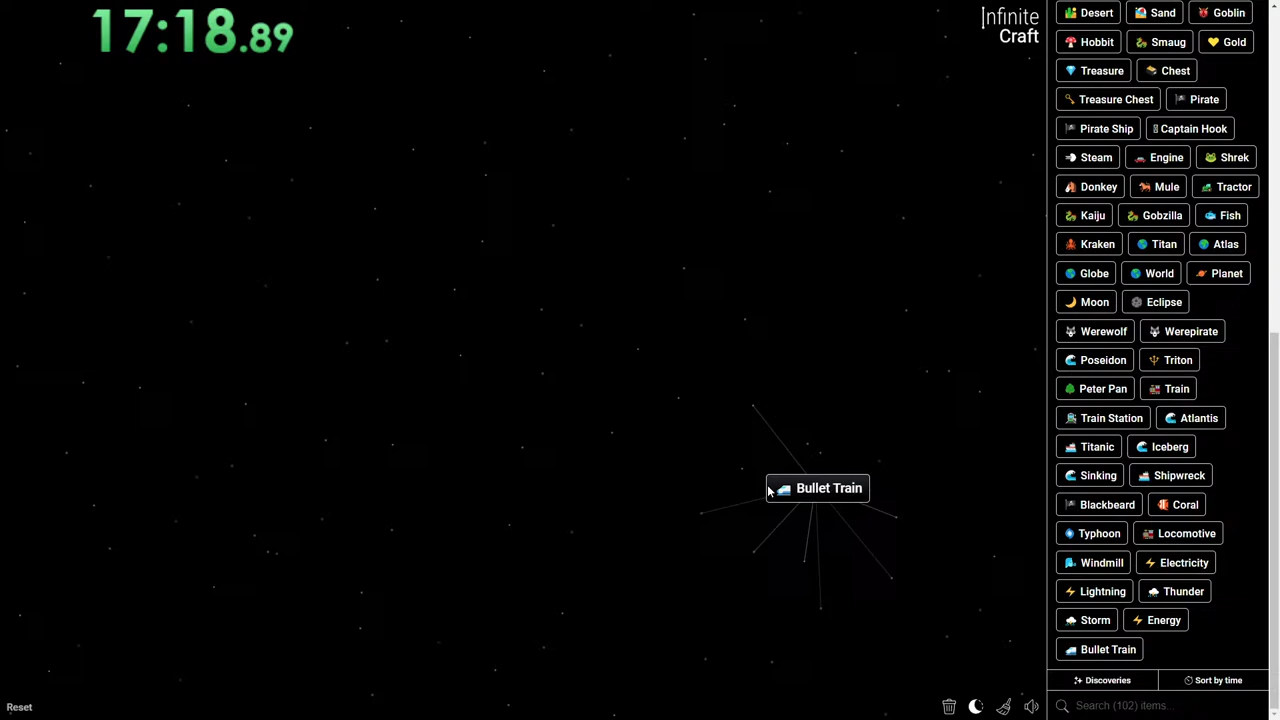 17:18.89
Infinite
Craft
Desert Sand Goblin
Hobbit Smaug Gold
Treasure Chest
Treasure Chest Pirate
Pirate Ship Captain Hook
Steam Engine Shrek
Donkey Mule Tractor
Kaiju Gobzilla Fish
Kraken Titan Atlas
Globe World Planet
Moon Eclipse
Werewolf Werepirate
Poseidon Triton
Peter Pan Train
Train Station Atlantis
Titanic Iceberg
Bullet Train
Sinking Shipwreck
Blackbeard Coral
Typhoon Locomotive
Windmill Electricity
Lightning Thunder
Storm Energy
Bullet Train
Discoveries Sort by time
Reset
Search (102) items...